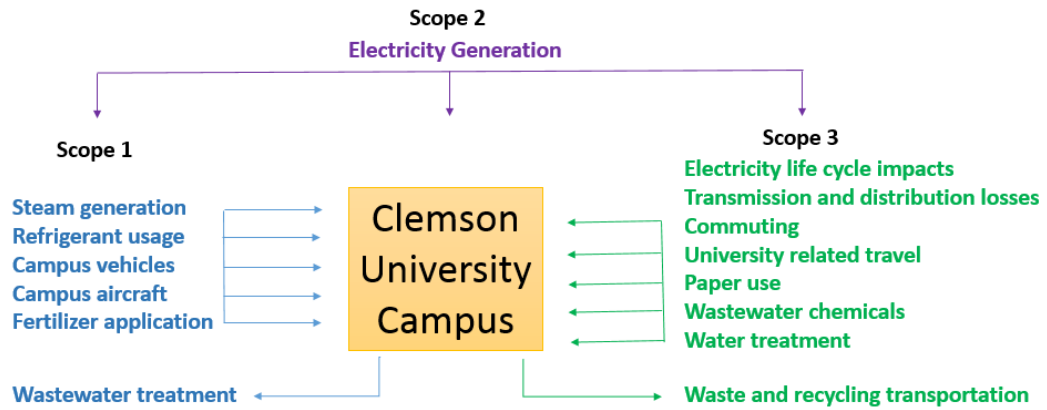 Scope 2
Electricity Generation
Scope 1
Steam generation
Refrigerant usage
Campus vehicles
Campus aircraft
Fertilizer application
Wastewater treatment
Clemson
University
Campus
Scope 3
Electricity life cycle impacts
Transmission and distribution losses
Commuting
University related travel
Paper use
Wastewater chemicals
Water treatment
Waste and recycling transportation